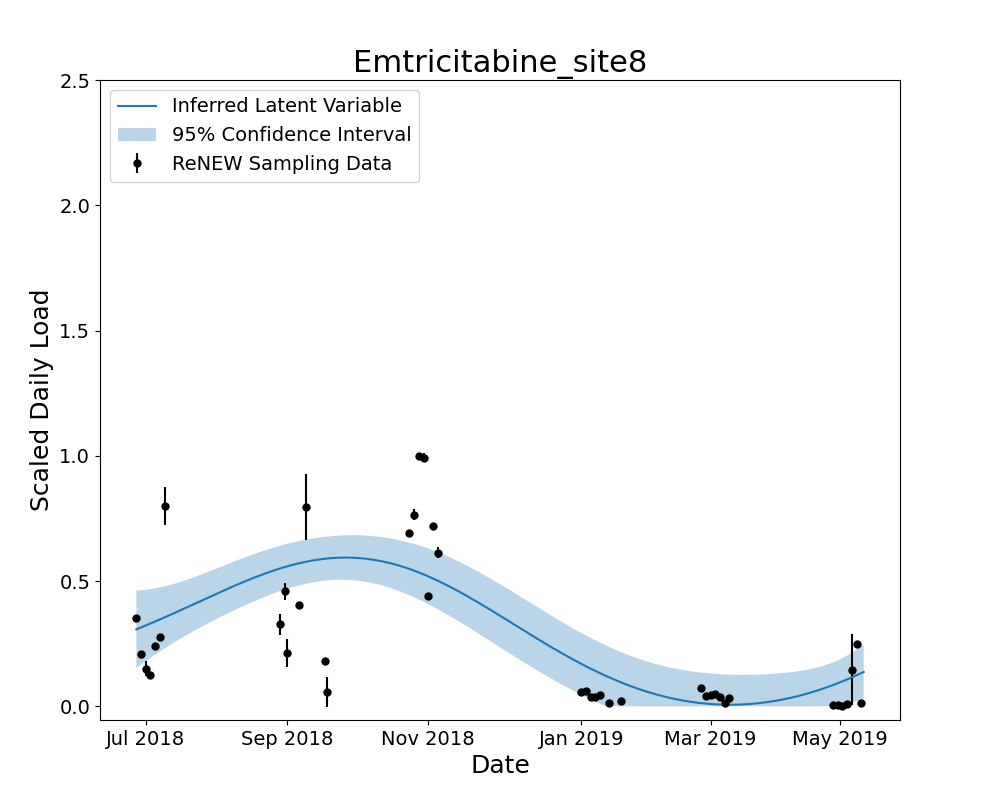 Emtricitabine_site8
Inferred Latent Variable
95% Confidence Interval
ReNEW Sampling Data
Scaled Daily Load
2.5
2.0
1.5
1.0
0.5
0.0
Jul 2018 Sep 2018 Nov 2018 Jan 2019 Mar 2019 May 2019
Date